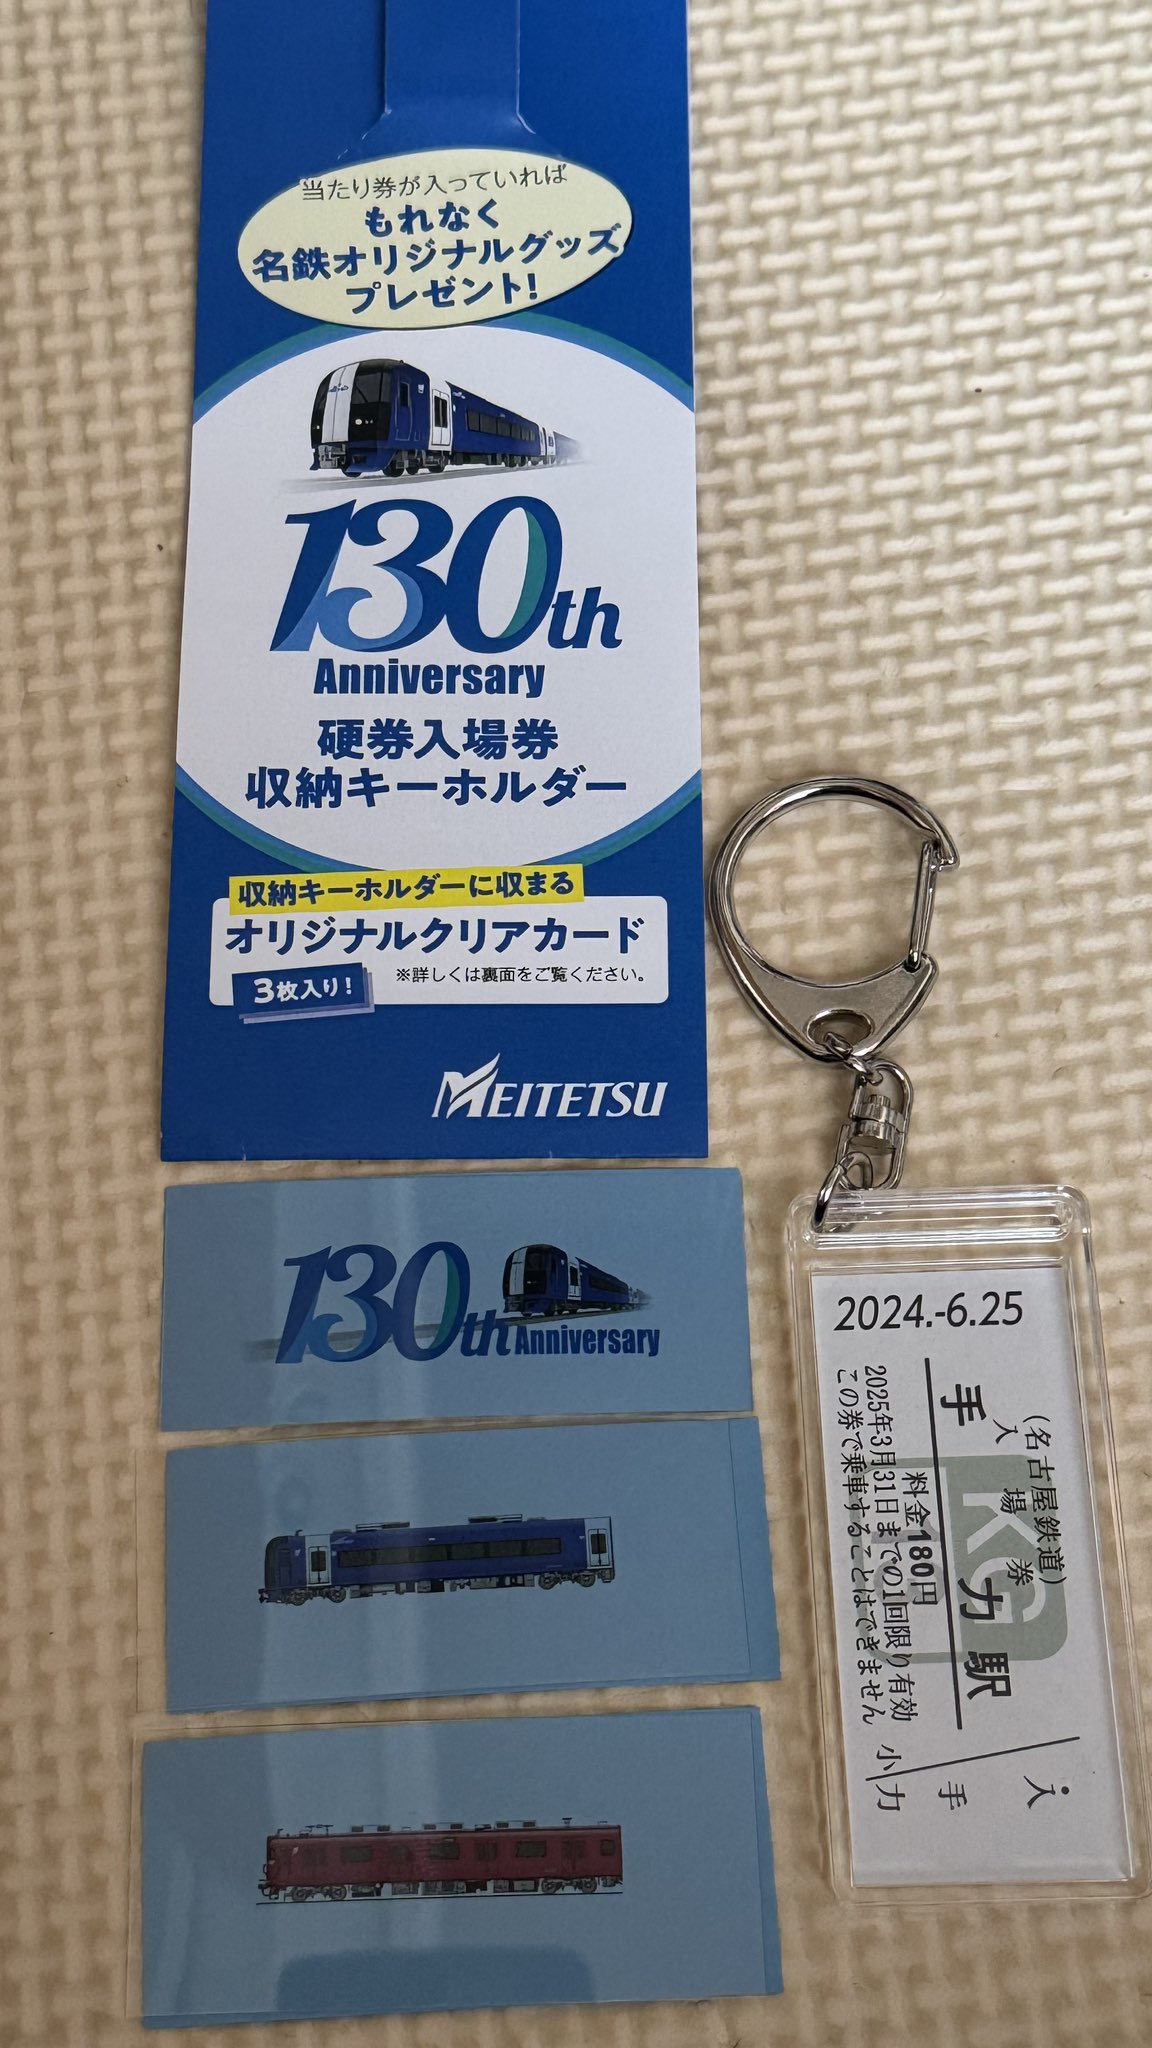 当たり券が入っていれば
もれなく
名鉄オリジナルグッズ
プレゼント!
130th
Anniversary
硬券入場券
収納キーホルダー
収納キーホルダーに収まる
オリジナルクリアカード
3枚入り!
※詳しくは裏面をご覧ください。
MEITETSU
130th Anniversary
2024.-6.25
(名古屋鉄道)
入場券
手力駅
料金180円
2025年3月31日までの1回限り有効
この券で乗車することはできません
入
手
小
力